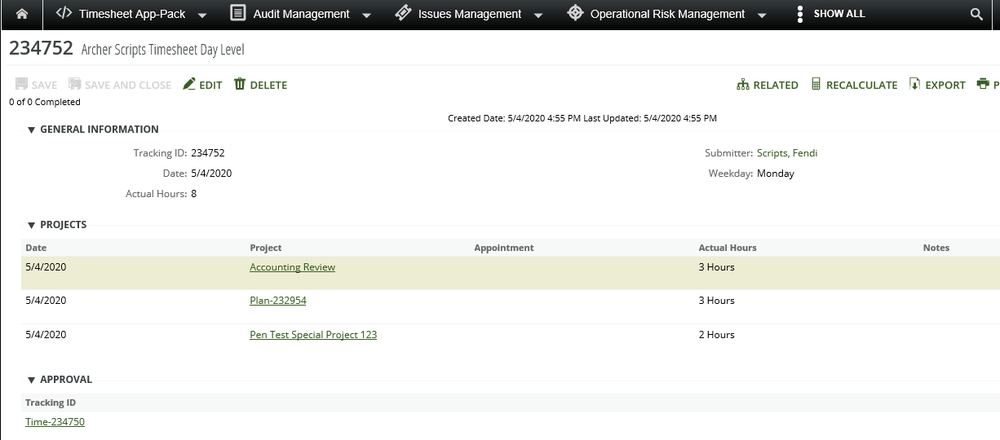 Timesheet App-Pack Audit Management Issues Management Operational Risk Management SHOW ALL
234752 Archer Scripts Timesheet Day Level
SAVE SAVE AND CLOSE EDIT DELETE RELATED RECALCULATE EXPORT P
0 of 0 Completed
Created Date: 5/4/2020 4:55 PM Last Updated: 5/4/2020 4:55 PM
GENERAL INFORMATION
Tracking ID: 234752 Submitter: Scripts, Fendi
Date: 5/4/2020 Weekday: Monday
Actual Hours: 8
PROJECTS
Date Project Appointment Actual Hours Notes
5/4/2020 Accounting Review 3 Hours
5/4/2020 Plan-232954 3 Hours
5/4/2020 Pen Test Special Project 123 2 Hours
APPROVAL
Tracking ID
Time-234750